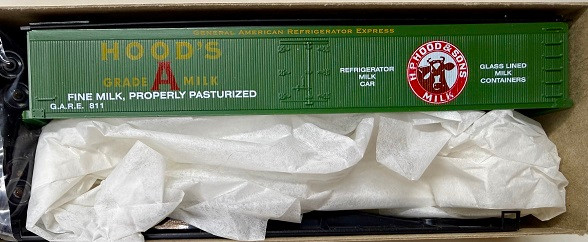 GENERAL AMERICAN REFRIGERATOR EXPRESS
HOOD'S
GRADE A MILK
FINE MILK, PROPERLY PASTURIZED
G.A.R.E. 811
REFRIGERATOR
MILK
CAR
H.P. HOOD & SONS
MILK
GLASS LINED
MILK
CONTAINERS